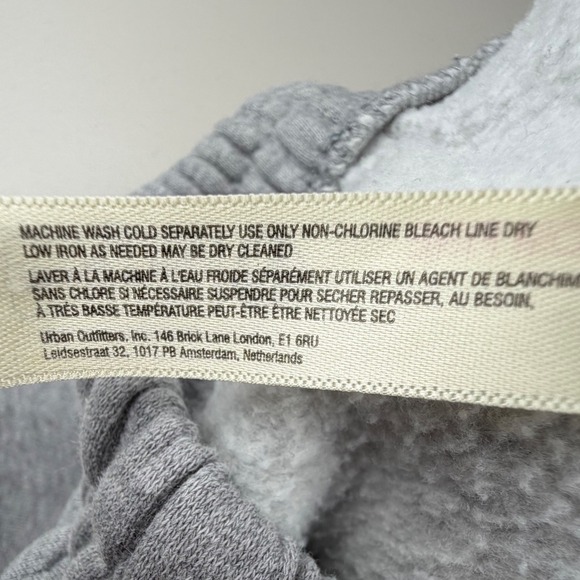 MACHINE WASH COLD SEPARATELY USE ONLY NON-CHLORINE BLEACH LINE DRY
LOW IRON AS NEEDED MAY BE DRY CLEANED
LAVER À LA MACHINE À L'EAU FROIDE SÉPARÉMENT UTILISER UN AGENT DE BLANCHIM
SANS CHLORE SI NÉCESSAIRE SUSPENDRE POUR SECHER REPASSER, AU BESOIN,
À TRÈS BASSE TEMPÉRATURE PEUT-ÊTRE ÊTRE NETTOYÉE SEC
Urban Outfitters, Inc. 146 Brick Lane London, E1 6RU
Leidsestraat 32, 1017 PB Amsterdam, Netherlands